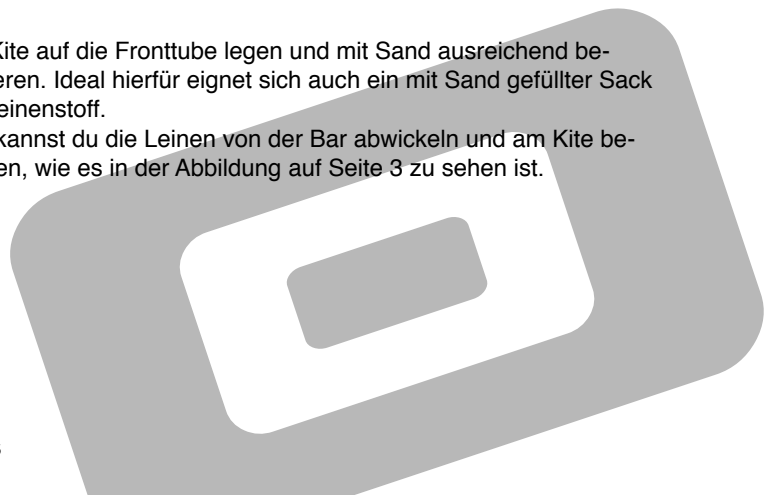 Kite auf die Fronttube legen und mit Sand ausreichend be-
eren. Ideal hierfür eignet sich auch ein mit Sand gefüllter Sack
einenstoff.
kannst du die Leinen von der Bar abwickeln und am Kite be-
en, wie es in der Abbildung auf Seite 3 zu sehen ist.